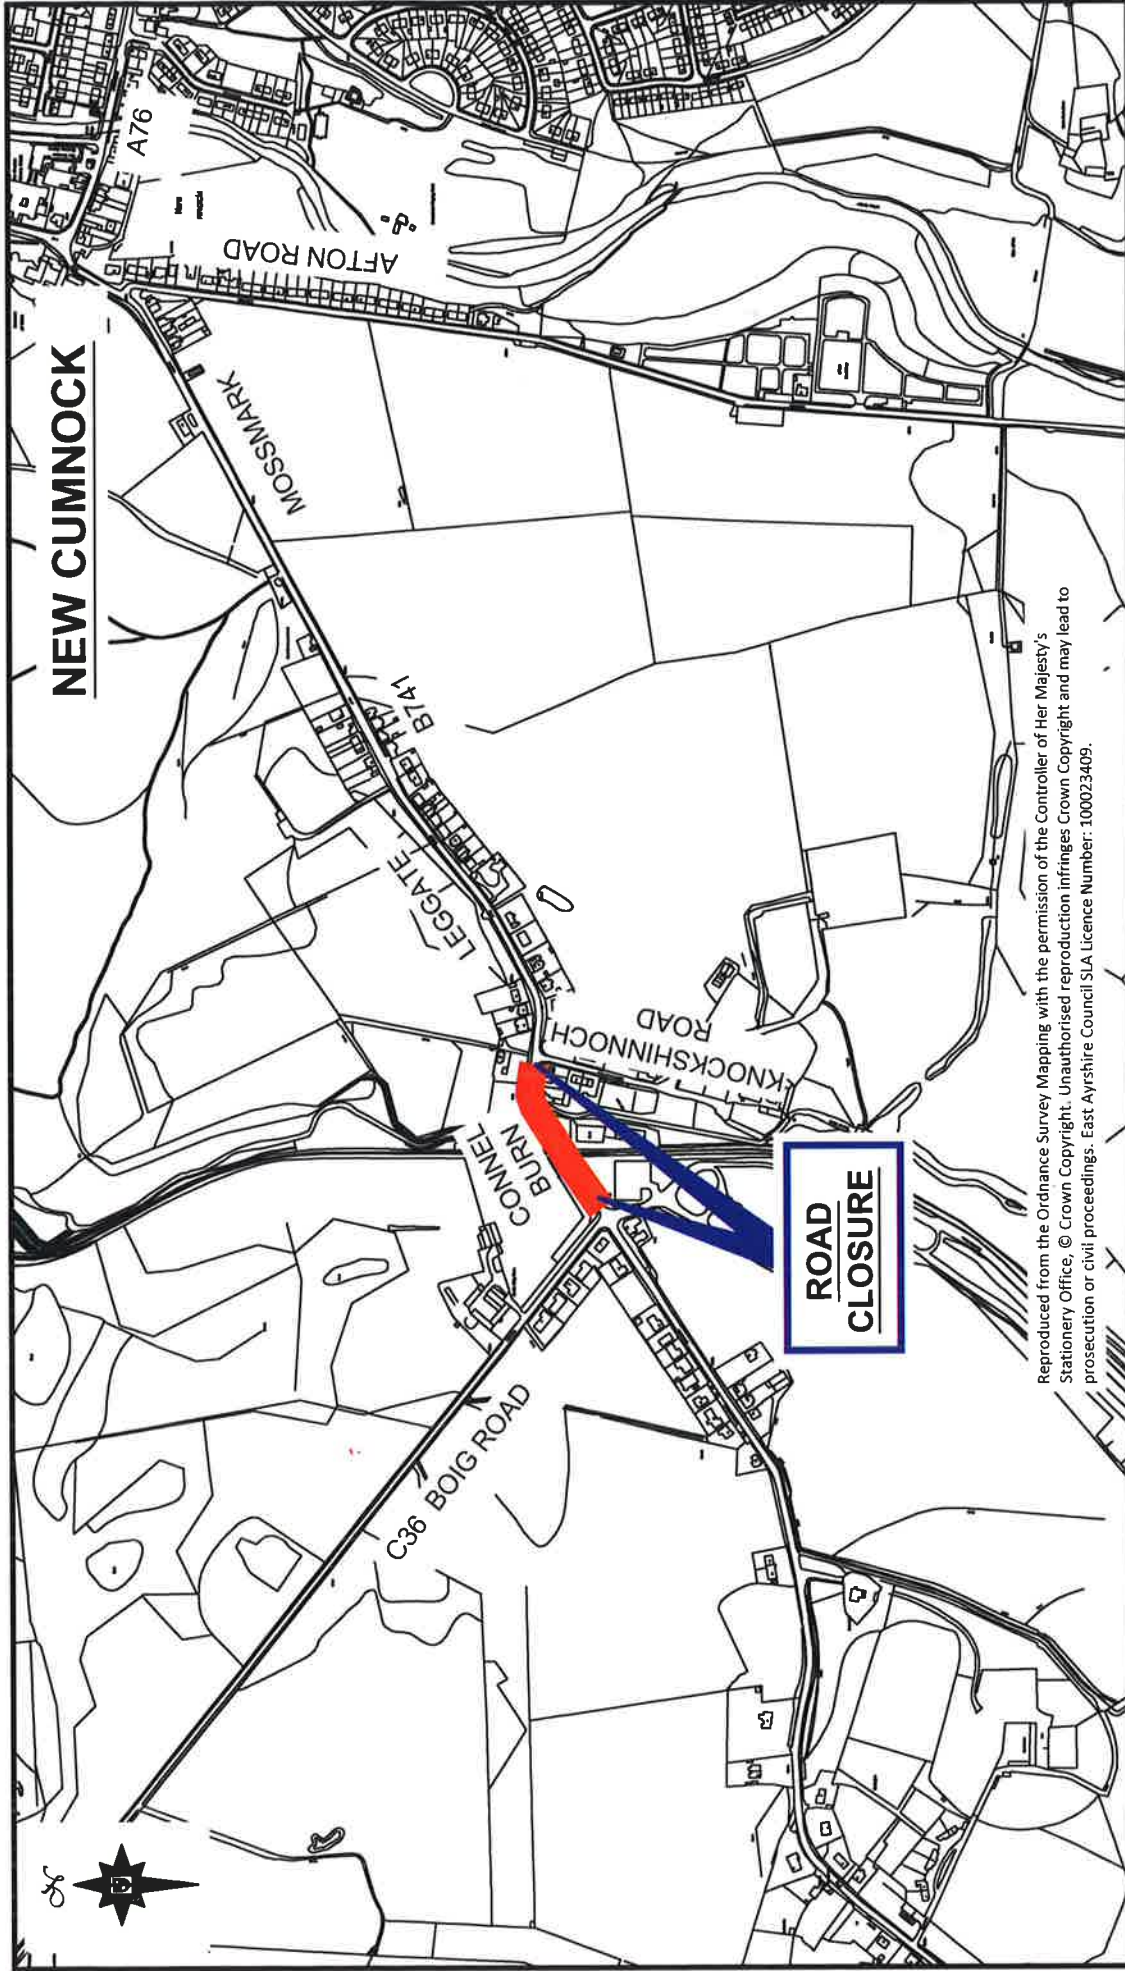 NEW CUMNOCK
A76
AFTON ROAD
MOSSMARK
B741
LEGGATE
KNOCKSHINNOCH
ROAD
CONNEL
BURN
C36 BOIG ROAD
ROAD
CLOSURE
Reproduced from the Ordnance Survey Mapping with the permission of the Controller of Her Majesty's
Stationery Office, © Crown Copyright. Unauthorised reproduction infringes Crown Copyright and may lead to
prosecution or civil proceedings. East Ayrshire Council SLA Licence Number: 100023409.